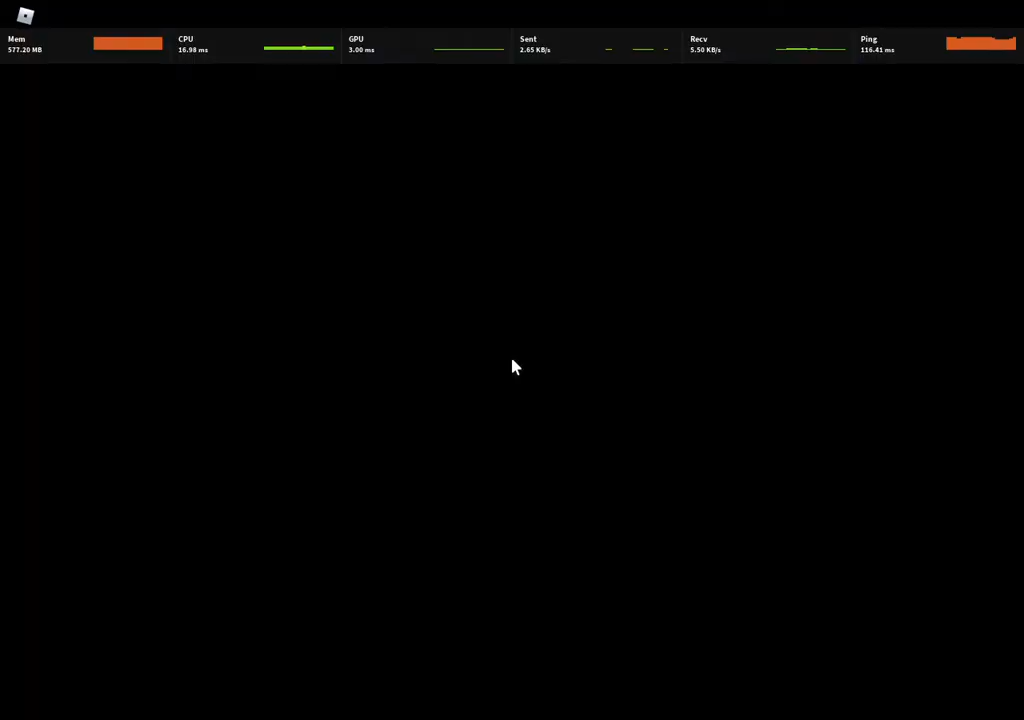 Mem CPU GPU Sent Recv Ping
577.20 MB 16.98 ms 3.00 ms 2.65 KB/s 5.50 KB/s 116.41 ms